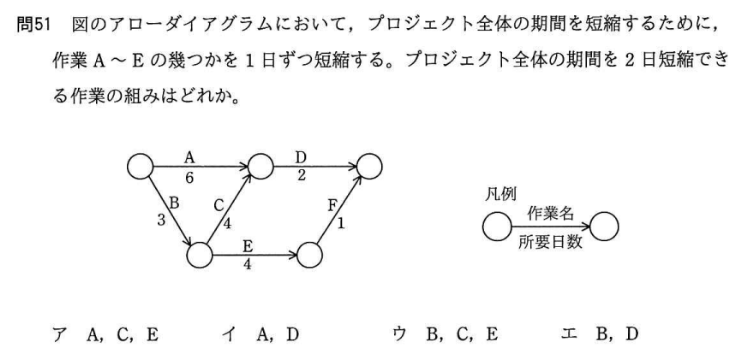 問51 図のアローダイアグラムにおいて，プロジェクト全体の期間を短縮するために，
作業 A～E の幾つかを 1 日ずつ短縮する。プロジェクト全体の期間を 2 日短縮でき
る作業の組みはどれか。
A
6
D
2
B
3
C
4
F
1
E
4
凡例
作業名
所要日数
ア A，C，E イ A，D ウ B，C，E エ B，D